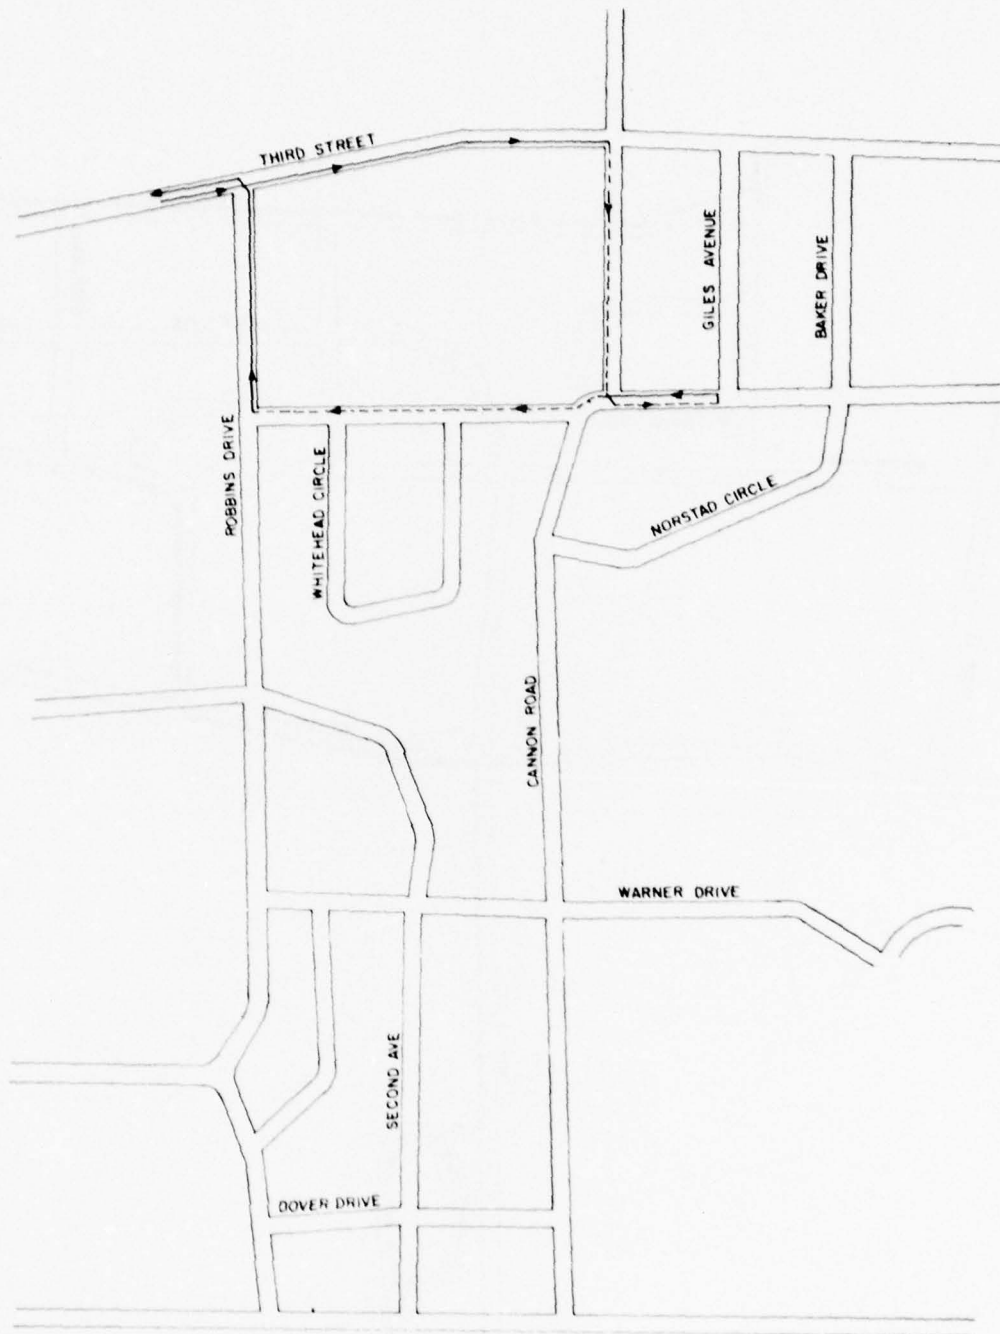 THIRD STREET
GILES AVENUE
BAKER DRIVE
ROBBINS DRIVE
WHITEHEAD CIRCLE
NORSTAD CIRCLE
CANNON ROAD
WARNER DRIVE
SECOND AVE
DOVER DRIVE